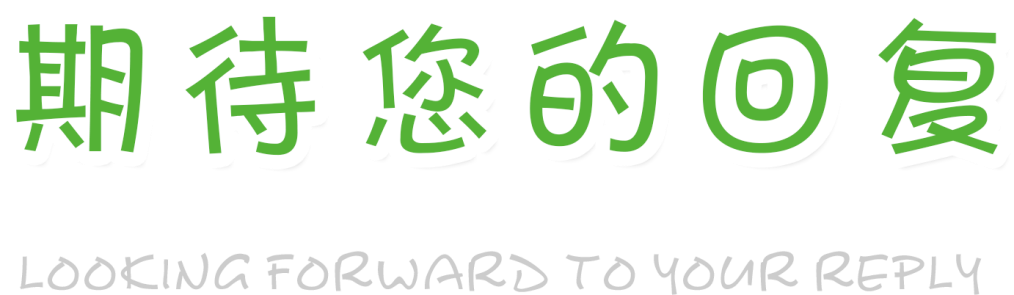 期待您的回复
LOOKING FORWARD TO YOUR REPLY